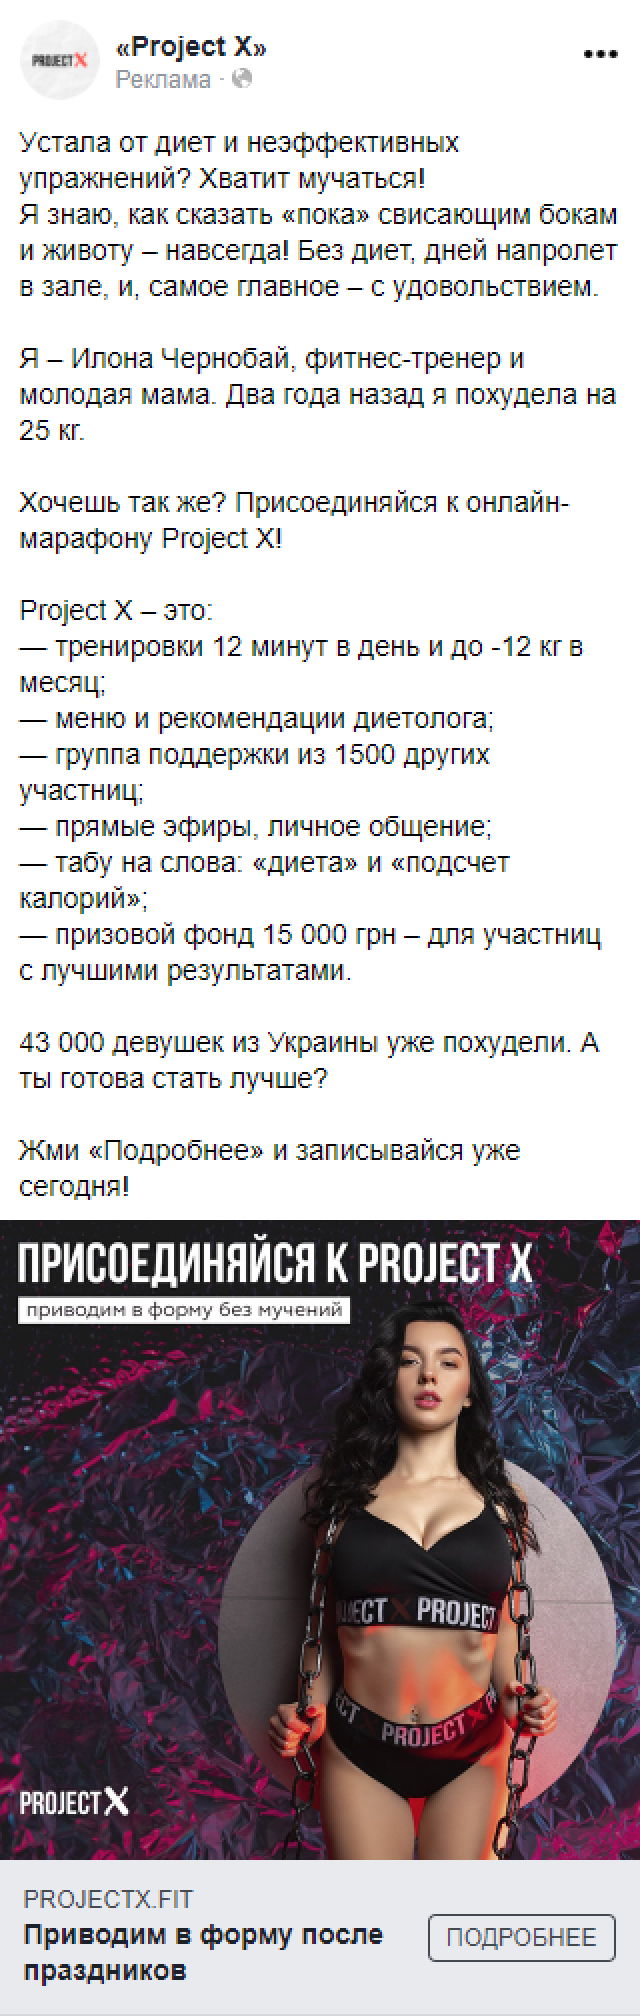 PROJECTX
«Project X»
Реклама ·
Устала от диет и неэффективных
упражнений? Хватит мучаться!
Я знаю, как сказать «пока» свисающим бокам
и животу – навсегда! Без диет, дней напролет
в зале, и, самое главное – с удовольствием.
Я – Илона Чернобай, фитнес-тренер и
молодая мама. Два года назад я похудела на
25 кг.
Хочешь так же? Присоединяйся к онлайн-
марафону Project X!
Project X – это:
— тренировки 12 минут в день и до -12 кг в
месяц;
— меню и рекомендации диетолога;
— группа поддержки из 1500 других
участниц;
— прямые эфиры, личное общение;
— табу на слова: «диета» и «подсчет
калорий»;
— призовой фонд 15 000 грн – для участниц
с лучшими результатами.
43 000 девушек из Украины уже похудели. А
ты готова стать лучше?
Жми «Подробнее» и записывайся уже
сегодня!
ПРИСОЕДИНЯЙСЯ К PROJECT X
приводим в форму без мучений
OJECT X PROJECT
ECT PROJECT X P
PROJECT X
PROJECTX.FIT
Приводим в форму после
праздников
ПОДРОБНЕЕ